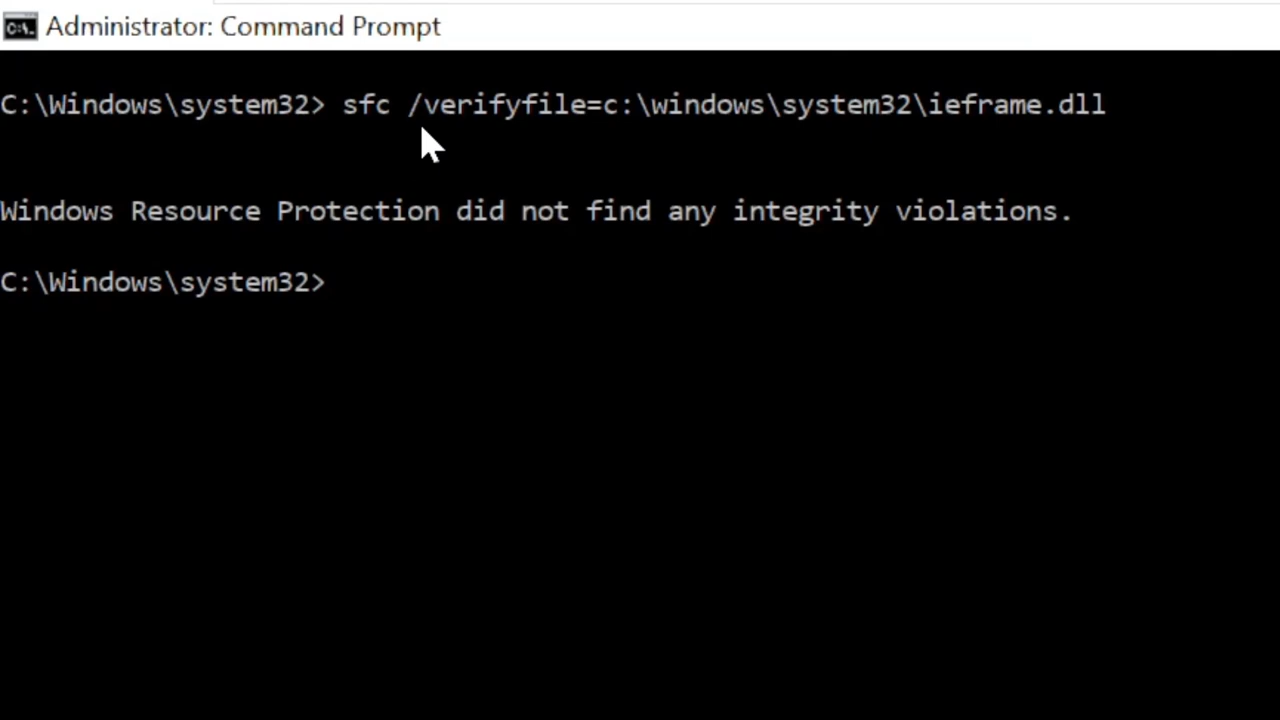 Administrator: Command Prompt
C:\Windows\system32> sfc /verifyfile=c:\windows\system32\ieframe.dll
Windows Resource Protection did not find any integrity violations.
C:\Windows\system32>